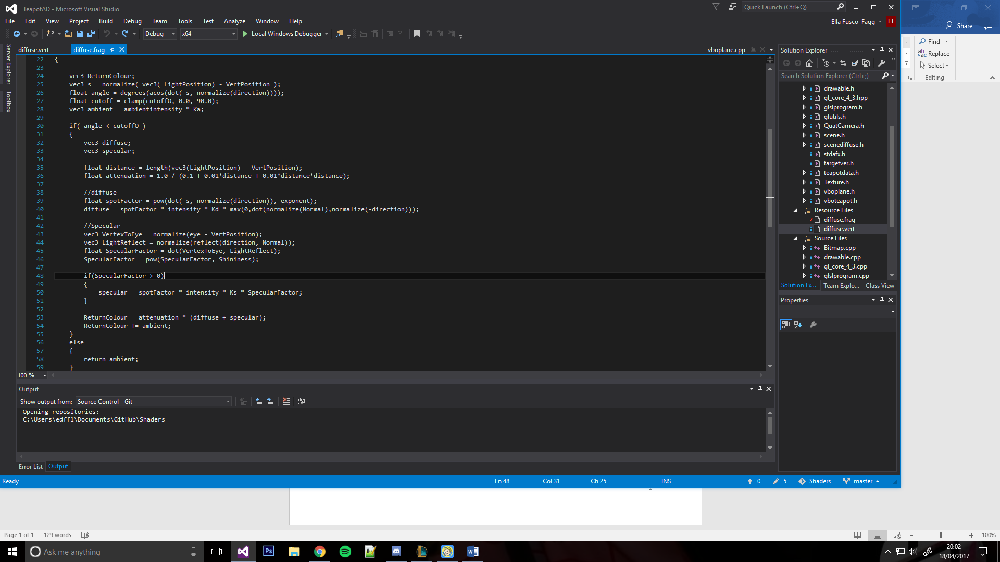 TeapotAD - Microsoft Visual Studio
Quick Launch (Ctrl+Q)
File Edit View Project Build Debug Team Tools Test Analyze Window Help
Ella Fusco-Fagg EF
Debug x64 Local Windows Debugger
Share
Find
Replace
Select
Editing
Server Explorer
Toolbox
diffuse.vert diffuse.frag vboplane.cpp
22 {
23
24 vec3 ReturnColour;
25 vec3 s = normalize( vec3( LightPosition) - VertPosition );
26 float angle = degrees(acos(dot(-s, normalize(direction))));
27 float cutoff = clamp(cutoffO, 0.0, 90.0);
28 vec3 ambient = ambientintensity * Ka;
29
30 if( angle < cutoffO )
31 {
32 vec3 diffuse;
33 vec3 specular;
34
35 float distance = length(vec3(LightPosition) - VertPosition);
36 float attenuation = 1.0 / (0.1 + 0.01*distance + 0.01*distance*distance);
37
38 //diffuse
39 float spotFactor = pow(dot(-s, normalize(direction)), exponent);
40 diffuse = spotFactor * intensity * Kd * max(0,dot(normalize(Normal),normalize(-direction)));
41
42 //Specular
43 vec3 VertexToEye = normalize(eye - VertPosition);
44 vec3 LightReflect = normalize(reflect(direction, Normal));
45 float SpecularFactor = dot(VertexToEye, LightReflect);
46 SpecularFactor = pow(SpecularFactor, Shininess);
47
48 if(SpecularFactor > 0)
49 {
50 specular = spotFactor * intensity * Ks * SpecularFactor;
51 }
52
53 ReturnColour = attenuation * (diffuse + specular);
54 ReturnColour += ambient;
55 }
56 else
57 {
58 return ambient;
59 }
100 %
Solution Explorer
Search Solution Explorer (Ctrl+;)
drawable.h
gl_core_4_3.hpp
glslprogram.h
glutils.h
QuatCamera.h
scene.h
scenediffuse.h
stdafx.h
targetver.h
teapotdata.h
Texture.h
vboplane.h
vboteapot.h
Resource Files
diffuse.frag
diffuse.vert
Source Files
Bitmap.cpp
drawable.cpp
gl_core_4_3.cpp
glslprogram.cpp
Solution Ex... Team Explo... Class View
Properties
Output
Show output from: Source Control - Git
Opening repositories:
C:\Users\edff1\Documents\GitHub\Shaders
Error List Output
Ready Ln 48 Col 31 Ch 25 INS 0 5 Shaders master
Page 1 of 1 129 words 100%
Ask me anything
20:02
18/04/2017